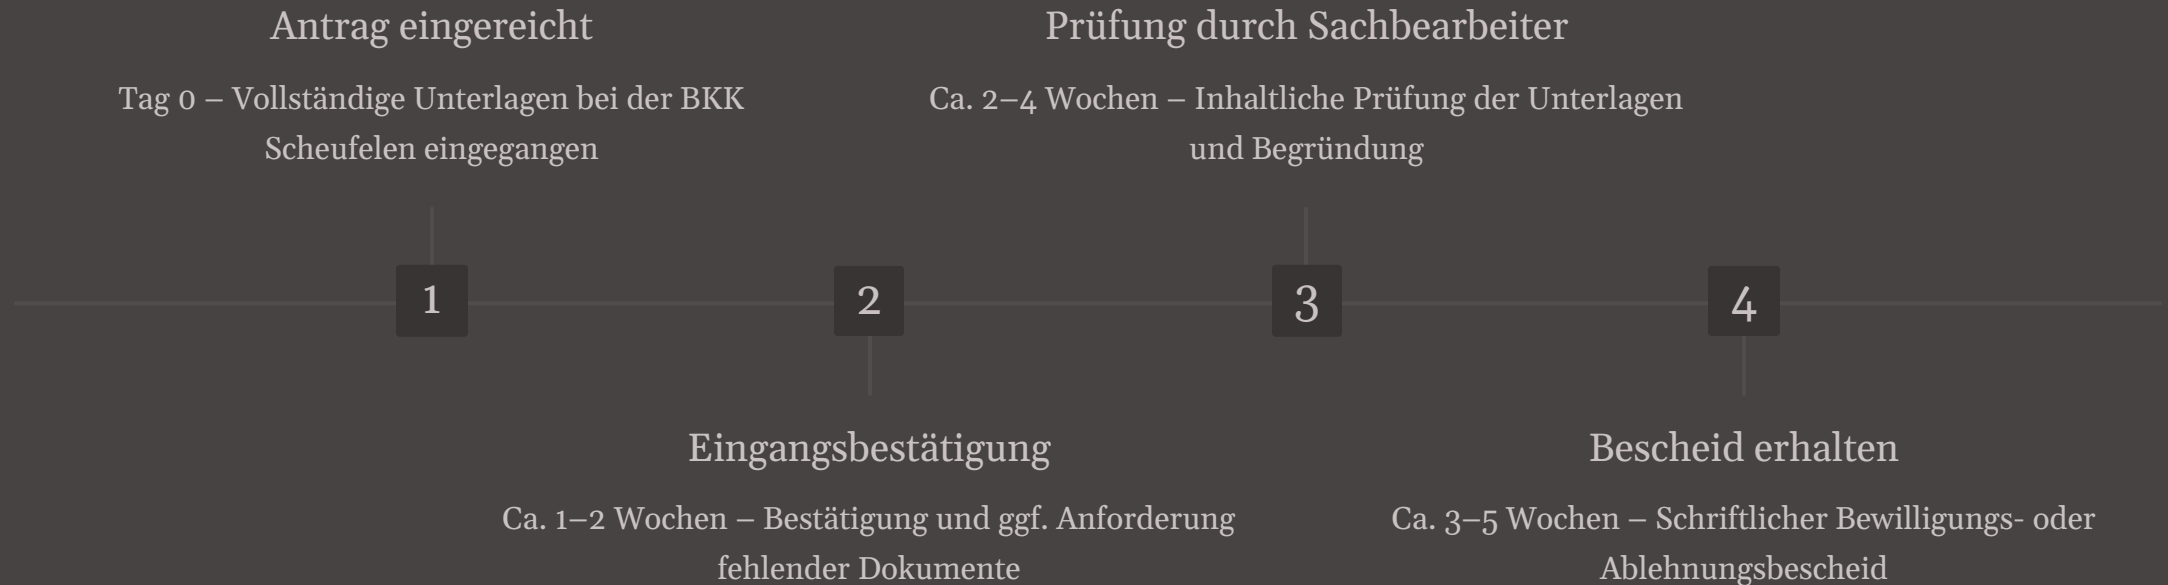 Antrag eingereicht
Tag 0 – Vollständige Unterlagen bei der BKK
Scheufelen eingegangen
Prüfung durch Sachbearbeiter
Ca. 2–4 Wochen – Inhaltliche Prüfung der Unterlagen
und Begründung
1
2
3
4
Eingangsbestätigung
Ca. 1–2 Wochen – Bestätigung und ggf. Anforderung
fehlender Dokumente
Bescheid erhalten
Ca. 3–5 Wochen – Schriftlicher Bewilligungs- oder
Ablehnungsbescheid